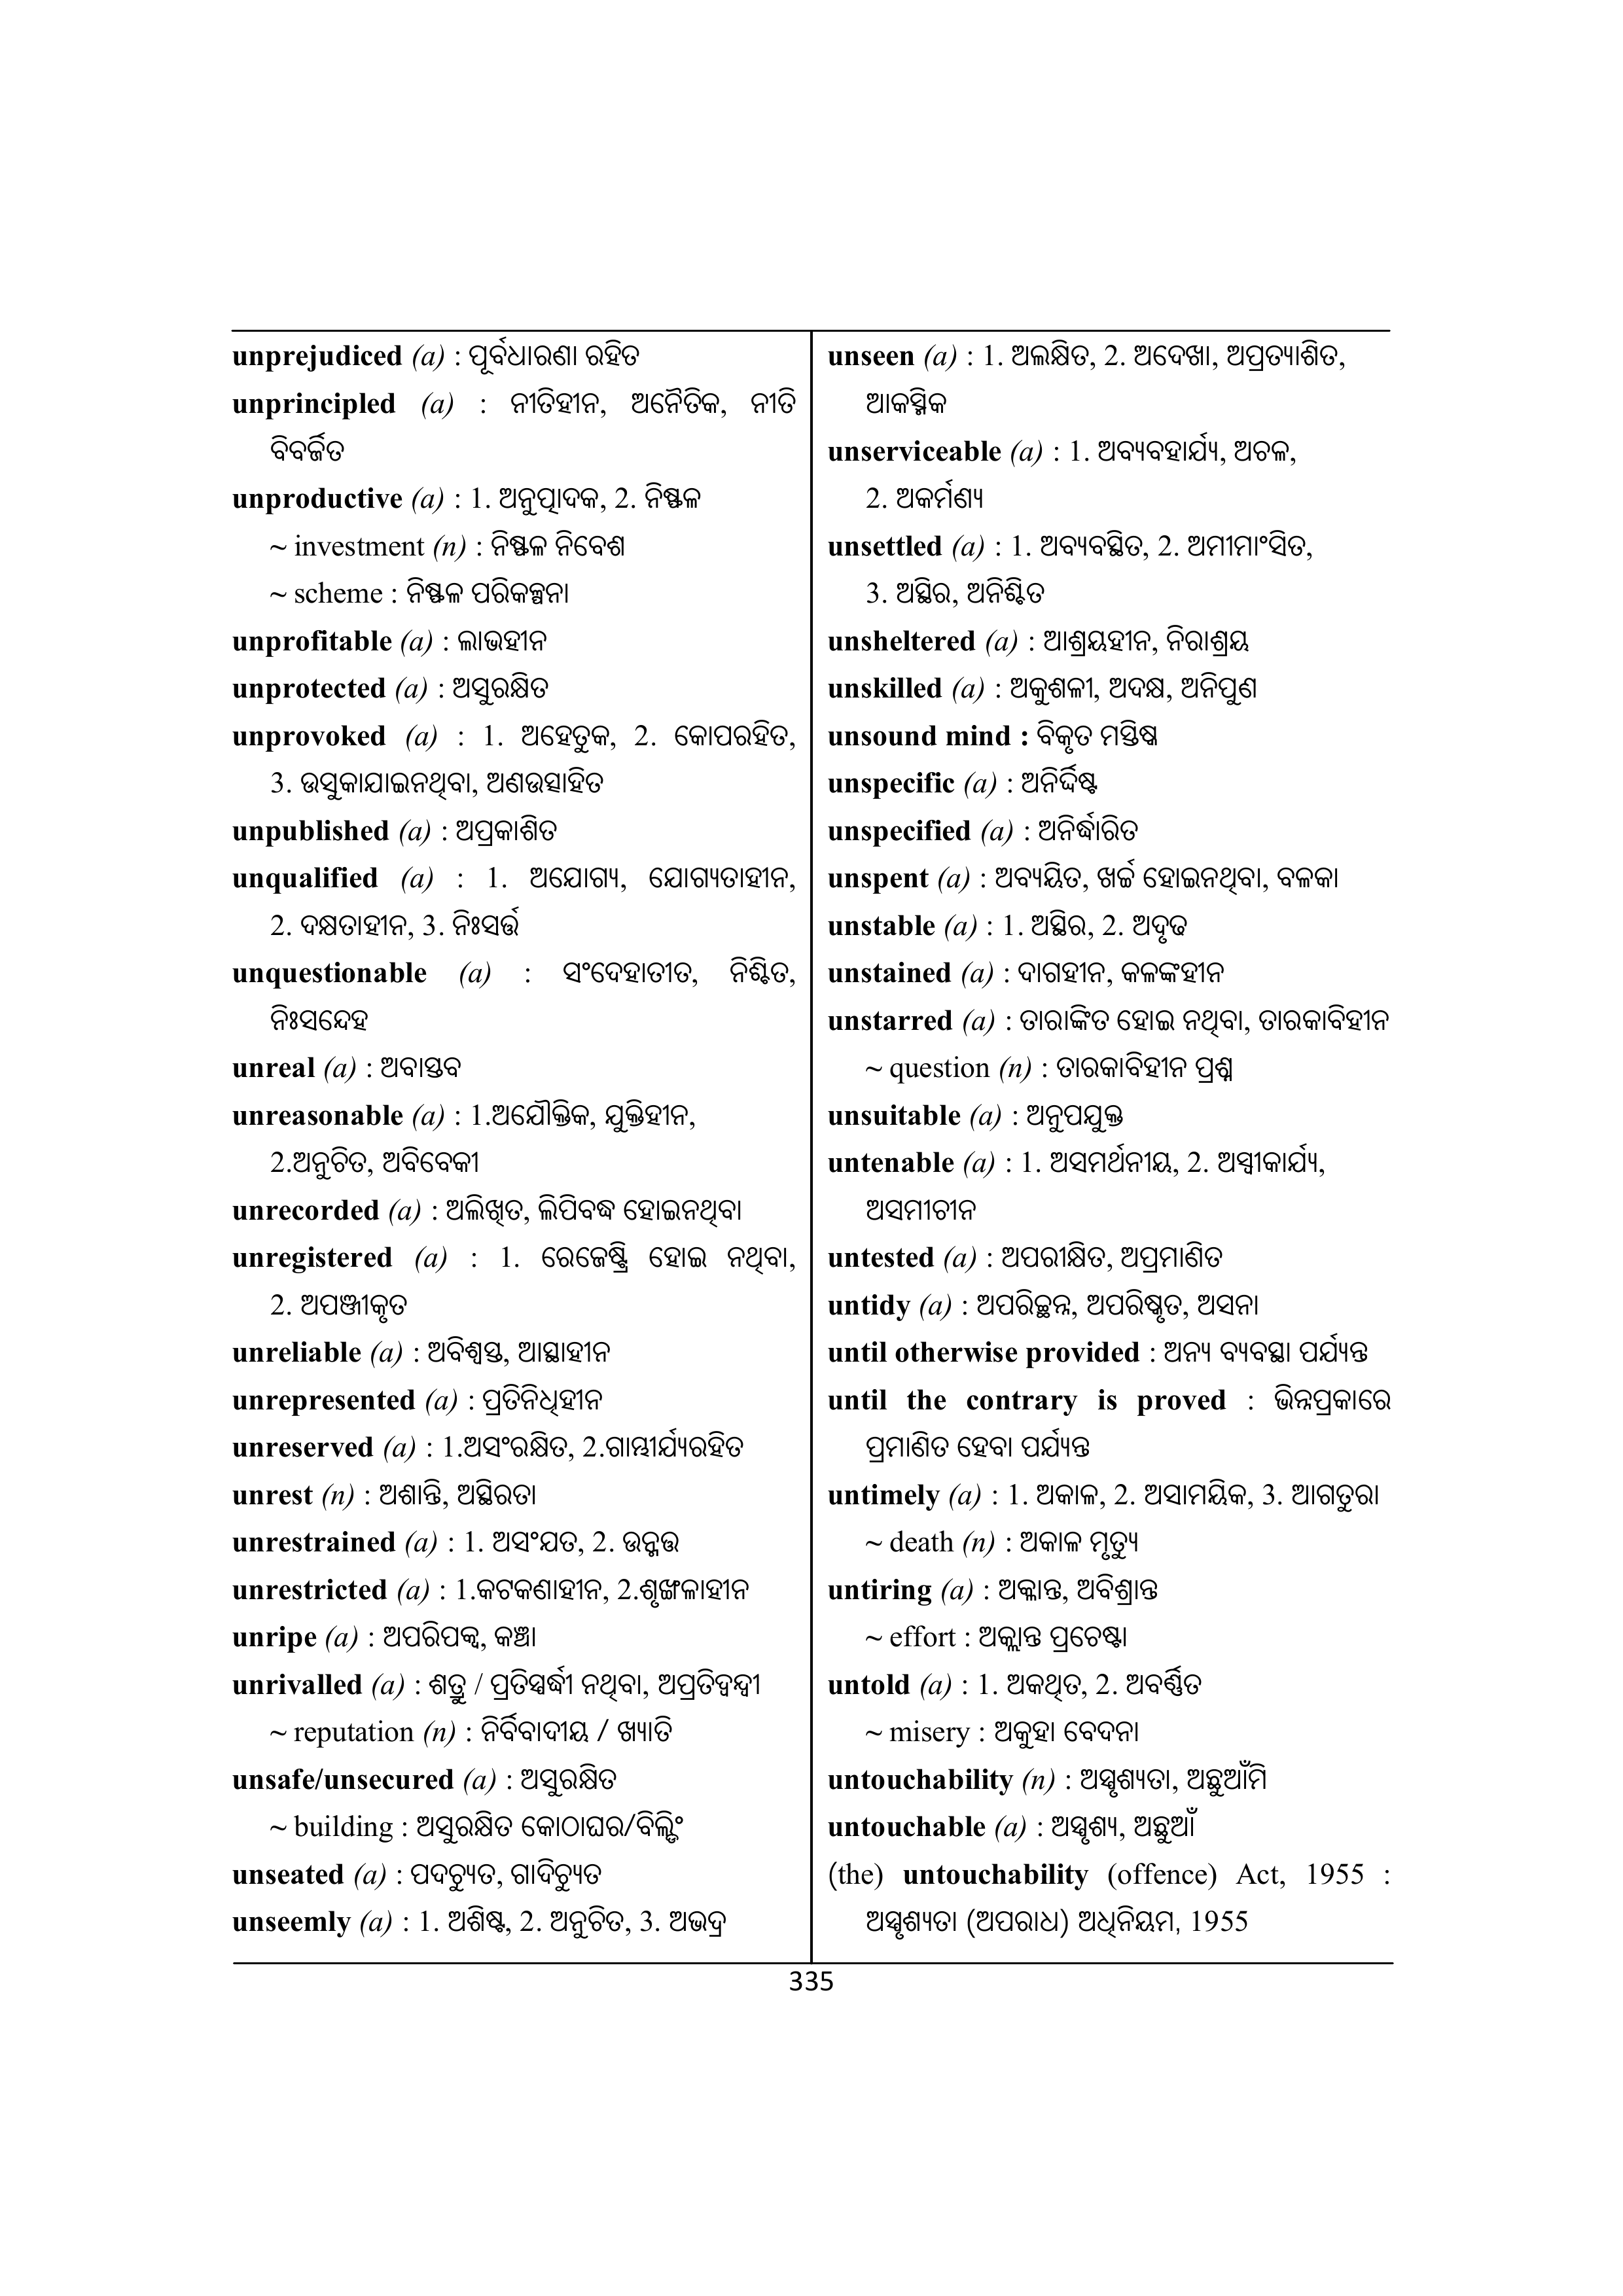 unprejudiced (a) : ପୂର୍ବଧାରଣା ରହିତ
unprincipled (a) : ନୀତିହୀନ, ଅନୈତିକ, ନୀତି
ବିବର୍ଜିତ
unproductive (a) : 1. ଅନୁତ୍ପାଦକ, 2. ନିଷ୍ଫଳ
~ investment (n) : ନିଷ୍ଫଳ ନିବେଶ
~ scheme : ନିଷ୍ଫଳ ପରିକଳ୍ପନା
unprofitable (a) : ଲାଭହୀନ
unprotected (a) : ଅସୁରକ୍ଷିତ
unprovoked (a) : 1. ଅହେତୁକ, 2. କୋପରହିତ,
3. ଉସୁକାଯାଇନଥିବା, ଅଣଉତ୍ସାହିତ
unpublished (a) : ଅପ୍ରକାଶିତ
unqualified (a) : 1. ଅଯୋଗ୍ୟ, ଯୋଗ୍ୟତାହୀନ,
2. ଦକ୍ଷତାହୀନ, 3. ନିଃସର୍ତ୍ତ
unquestionable (a) : ସଂଦେହାତୀତ, ନିଶ୍ଚିତ,
ନିଃସନ୍ଦେହ
unreal (a) : ଅବାସ୍ତବ
unreasonable (a) : 1.ଅଯୌକ୍ତିକ, ଯୁକ୍ତିହୀନ,
2.ଅନୁଚିତ, ଅବିବେକୀ
unrecorded (a) : ଅଲିଖିତ, ଲିପିବଦ୍ଧ ହୋଇନଥିବା
unregistered (a) : 1. ରେଜେଷ୍ଟ୍ରି ହୋଇ ନଥିବା,
2. ଅପଞ୍ଜୀକୃତ
unreliable (a) : ଅବିଶ୍ୱସ୍ତ, ଆସ୍ଥାହୀନ
unrepresented (a) : ପ୍ରତିନିଧିହୀନ
unreserved (a) : 1.ଅସଂରକ୍ଷିତ, 2.ଗାମ୍ଭୀର୍ଯ୍ୟରହିତ
unrest (n) : ଅଶାନ୍ତି, ଅସ୍ଥିରତା
unrestrained (a) : 1. ଅସଂଯତ, 2. ଉନ୍ମତ୍ତ
unrestricted (a) : 1.କଟକଣାହୀନ, 2.ଶୃଙ୍ଖଳାହୀନ
unripe (a) : ଅପରିପକ୍ୱ, କଞ୍ଚା
unrivalled (a) : ଶତ୍ରୁ / ପ୍ରତିସ୍ପର୍ଦ୍ଧୀ ନଥିବା, ଅପ୍ରତିଦ୍ୱନ୍ଦ୍ୱୀ
~ reputation (n) : ନିର୍ବିବାଦୀୟ / ଖ୍ୟାତି
unsafe/unsecured (a) : ଅସୁରକ୍ଷିତ
~ building : ଅସୁରକ୍ଷିତ କୋଠାଘର/ବିଲ୍ଡିଂ
unseated (a) : ପଦଚ୍ୟୁତ, ଗାଦିଚ୍ୟୁତ
unseemly (a) : 1. ଅଶିଷ୍ଟ, 2. ଅନୁଚିତ, 3. ଅଭଦ୍ର
unseen (a) : 1. ଅଲକ୍ଷିତ, 2. ଅଦେଖା, ଅପ୍ରତ୍ୟାଶିତ,
ଆକସ୍ମିକ
unserviceable (a) : 1. ଅବ୍ୟବହାର୍ଯ୍ୟ, ଅଚଳ,
2. ଅକର୍ମଣ୍ୟ
unsettled (a) : 1. ଅବ୍ୟବସ୍ଥିତ, 2. ଅମୀମାଂସିତ,
3. ଅସ୍ଥିର, ଅନିଶ୍ଚିତ
unsheltered (a) : ଆଶ୍ରୟହୀନ, ନିରାଶ୍ରୟ
unskilled (a) : ଅକୁଶଳୀ, ଅଦକ୍ଷ, ଅନିପୁଣ
unsound mind : ବିକୃତ ମସ୍ତିଷ୍କ
unspecific (a) : ଅନିର୍ଦ୍ଦିଷ୍ଟ
unspecified (a) : ଅନିର୍ଦ୍ଧାରିତ
unspent (a) : ଅବ୍ୟୟିତ, ଖର୍ଚ୍ଚ ହୋଇନଥିବା, ବଳକା
unstable (a) : 1. ଅସ୍ଥିର, 2. ଅଦୃଢ
unstained (a) : ଦାଗହୀନ, କଳଙ୍କହୀନ
unstarred (a) : ତାରାଙ୍କିତ ହୋଇ ନଥିବା, ତାରକାବିହୀନ
~ question (n) : ତାରକାବିହୀନ ପ୍ରଶ୍ନ
unsuitable (a) : ଅନୁପଯୁକ୍ତ
untenable (a) : 1. ଅସମର୍ଥନୀୟ, 2. ଅସ୍ୱୀକାର୍ଯ୍ୟ,
ଅସମୀଚୀନ
untested (a) : ଅପରୀକ୍ଷିତ, ଅପ୍ରମାଣିତ
untidy (a) : ଅପରିଚ୍ଛନ୍ନ, ଅପରିଷ୍କୃତ, ଅସନା
until otherwise provided : ଅନ୍ୟ ବ୍ୟବସ୍ଥା ପର୍ଯ୍ୟନ୍ତ
until the contrary is proved : ଭିନ୍ନପ୍ରକାରେ
ପ୍ରମାଣିତ ହେବା ପର୍ଯ୍ୟନ୍ତ
untimely (a) : 1. ଅକାଳ, 2. ଅସାମୟିକ, 3. ଆଗତୁରା
~ death (n) : ଅକାଳ ମୃତ୍ୟୁ
untiring (a) : ଅକ୍ଳାନ୍ତ, ଅବିଶ୍ରାନ୍ତ
~ effort : ଅକ୍ଲାନ୍ତ ପ୍ରଚେଷ୍ଟା
untold (a) : 1. ଅକଥିତ, 2. ଅବର୍ଣ୍ଣିତ
~ misery : ଅକୁହା ବେଦନା
untouchability (n) : ଅସ୍ପୃଶ୍ୟତା, ଅଛୁଆଁମି
untouchable (a) : ଅସ୍ପୃଶ୍ୟ, ଅଛୁଆଁ
(the) untouchability (offence) Act, 1955 :
ଅସ୍ପୃଶ୍ୟତା (ଅପରାଧ) ଅଧିନିୟମ, 1955
335